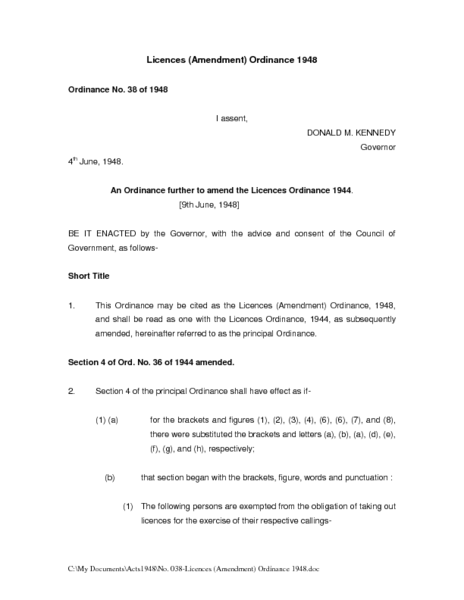 Licences (Amendment) Ordinance 1948
Ordinance No. 38 of 1948
I assent,
DONALD M. KENNEDY
Governor
4th June, 1948.
An Ordinance further to amend the Licences Ordinance 1944.
[9th June, 1948]
BE IT ENACTED by the Governor, with the advice and consent of the Council of
Government, as follows-
Short Title
1. This Ordinance may be cited as the Licences (Amendment) Ordinance, 1948,
and shall be read as one with the Licences Ordinance, 1944, as subsequently
amended, hereinafter referred to as the principal Ordinance.
Section 4 of Ord. No. 36 of 1944 amended.
2. Section 4 of the principal Ordinance shall have effect as if-
(1) (a) for the brackets and figures (1), (2), (3), (4), (6), (6), (7), and (8),
there were substituted the brackets and letters (a), (b), (a), (d), (e),
(f), (g), and (h), respectively;
(b) that section began with the brackets, figure, words and punctuation :
(1) The following persons are exempted from the obligation of taking out
licences for the exercise of their respective callings-
C:\My Documents\Acts1948\No. 038-Licences (Amendment) Ordinance 1948.doc